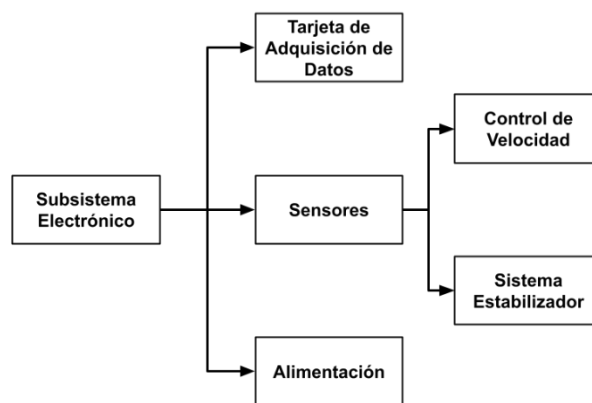 Tarjeta de
Adquisición de
Datos
Control de
Velocidad
Subsistema
Electrónico
Sensores
Sistema
Estabilizador
Alimentación